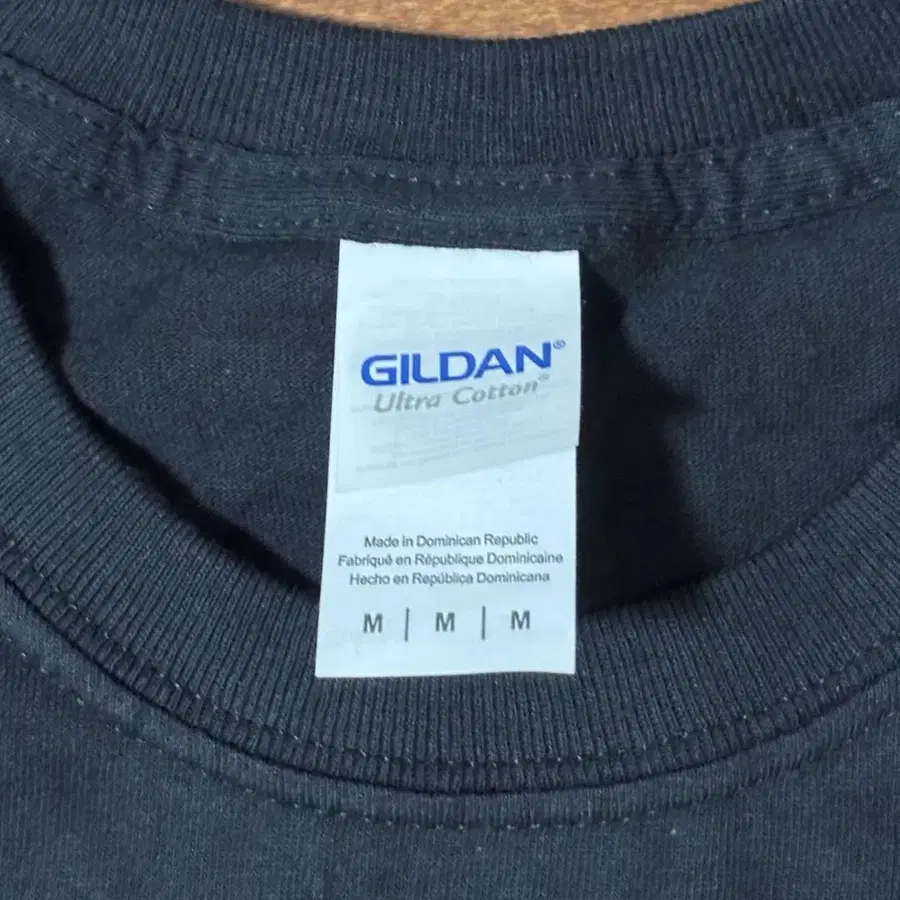 GILDAN®
Ultra Cotton®
Made in Dominican Republic
Fabriqué en République Dominicaine
Hecho en República Dominicana
M | M | M